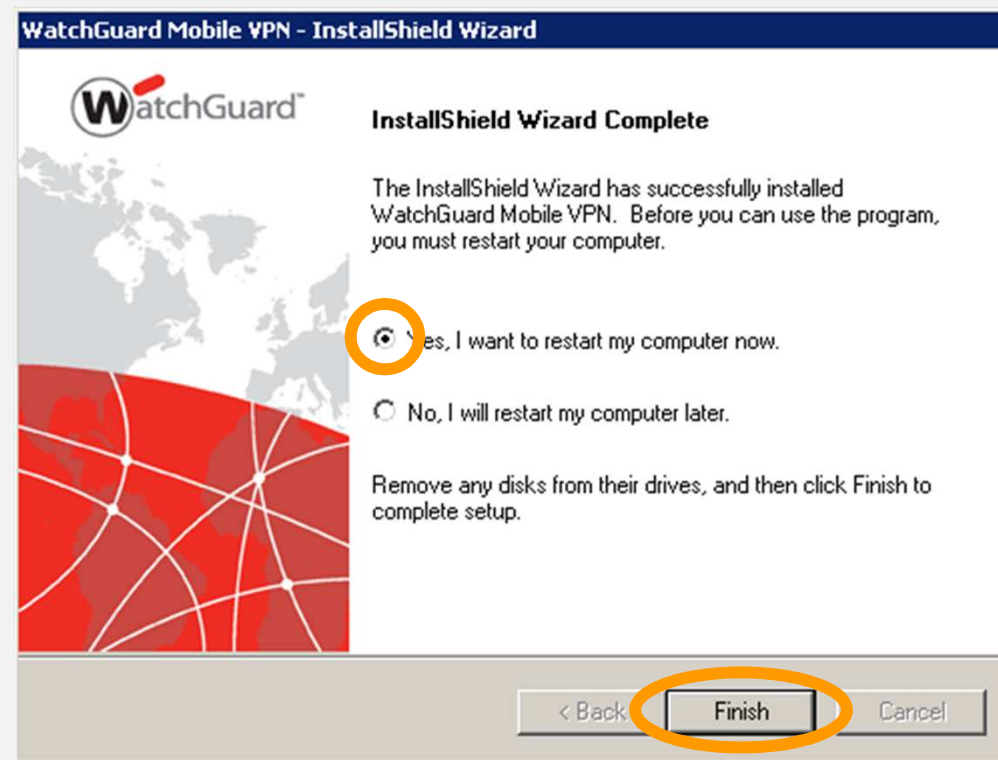 WatchGuard Mobile VPN - InstallShield Wizard
WatchGuard
InstallShield Wizard Complete
The InstallShield Wizard has successfully installed
WatchGuard Mobile VPN. Before you can use the program,
you must restart your computer.
Yes, I want to restart my computer now.
No, I will restart my computer later.
Remove any disks from their drives, and then click Finish to
complete setup.
< Back Finish Cancel